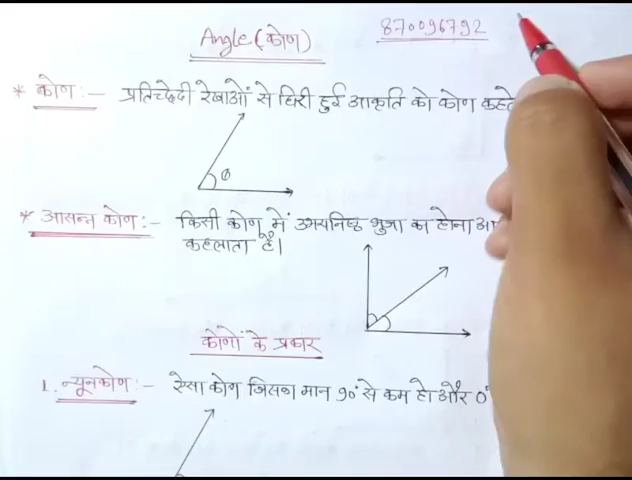 Angle (कोण)
870096792
* कोण :- प्रतिच्छेदी रेखाओं से घिरी हुई आकृति को कोण कहते
θ
* आसन्न कोण :- किसी कोण में उभयनिष्ठ भुजा का होना
कहलाता है।
कोणों के प्रकार
1. न्यूनकोण :- ऐसा कोण जिसका मान 90° से कम हो और 0°